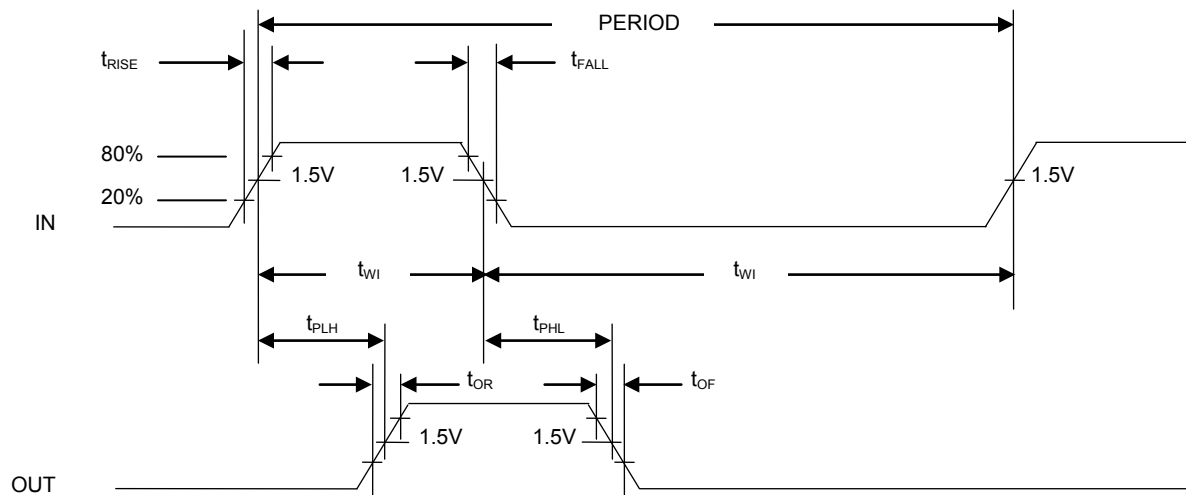 PERIOD
tRISE
tFALL
80%
1.5V
1.5V
1.5V
20%
IN
tWI
tWI
tPLH
tPHL
tOR
tOF
1.5V
1.5V
OUT